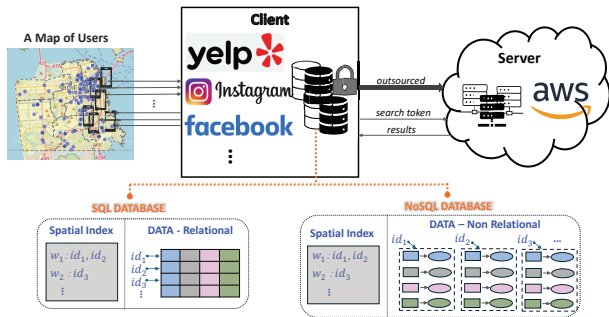 A Map of Users
Client
yelp
Instagram
facebook
⋮
...
Server
aws
outsourced
search token
results
SQL DATABASE
Spatial Index
w₁ : id₁, id₂
w₂ : id₃
⋮
DATA - Relational
id₁
id₂
id₃
⋮
NoSQL DATABASE
Spatial Index
w₁ : id₁, id₂
w₂ : id₃
⋮
DATA – Non Relational
id₁ id₂ id₃ ...